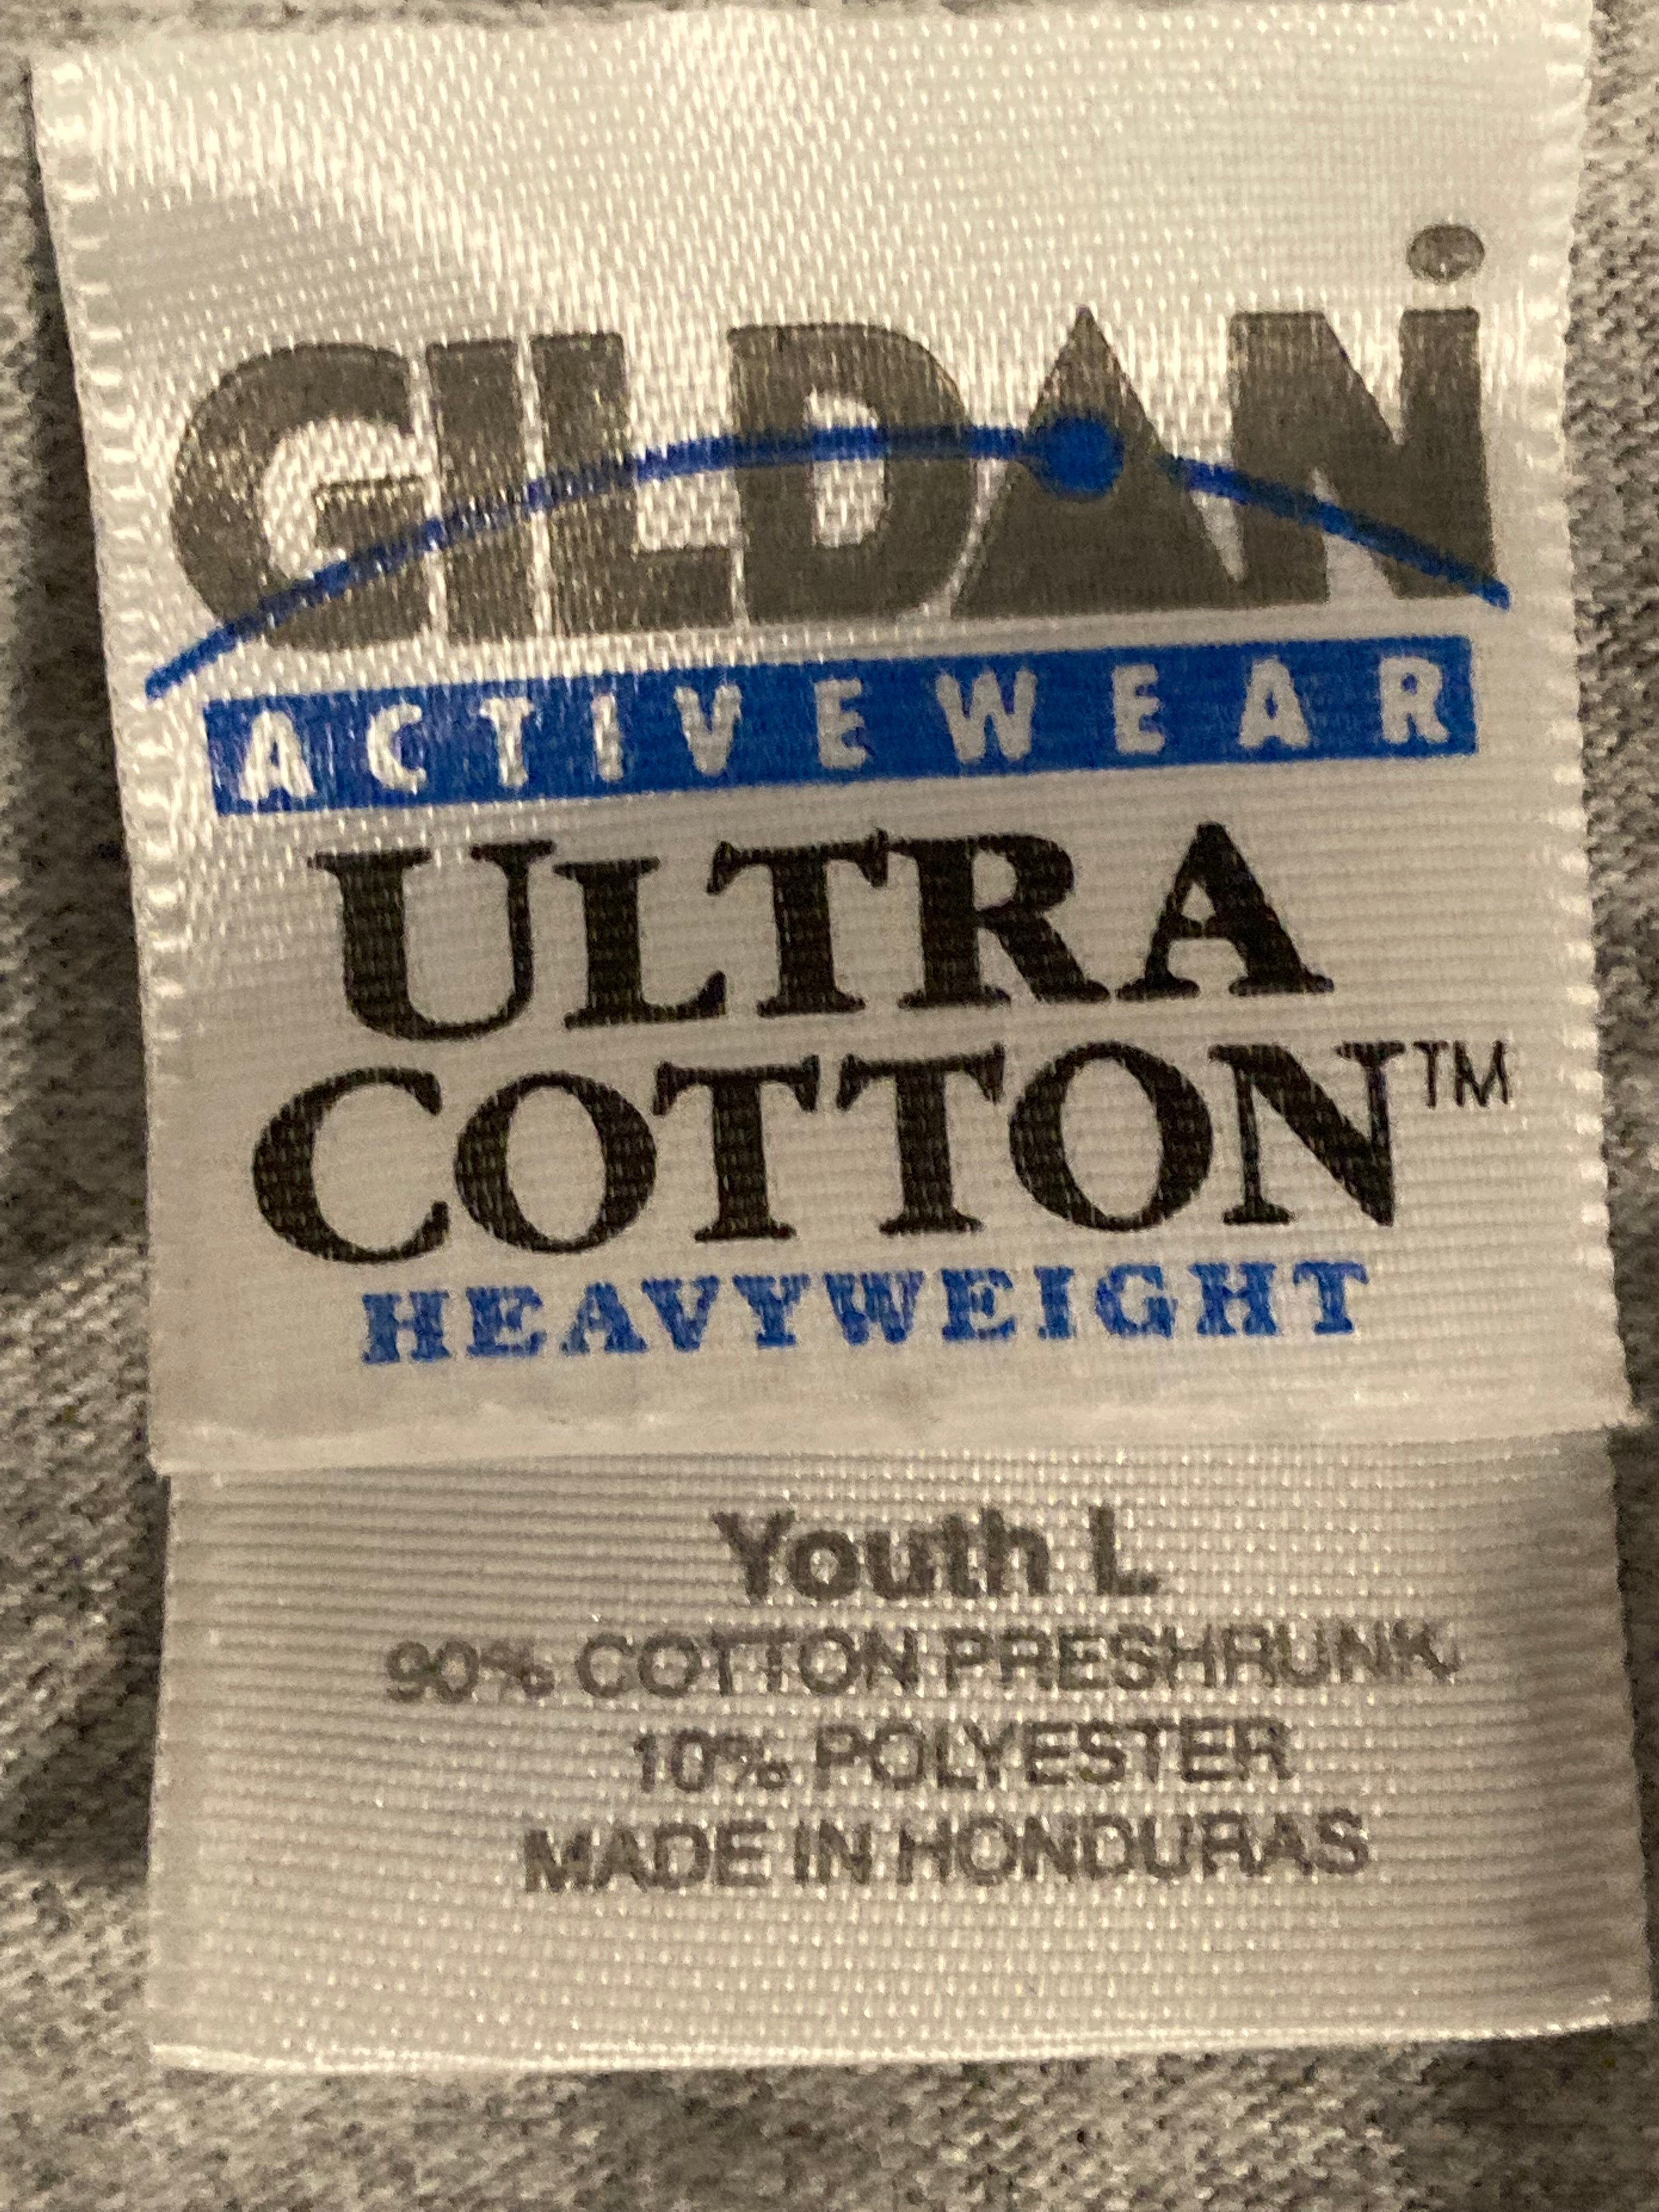 GILDAN
ACTIVEWEAR
ULTRA
COTTON™
HEAVYWEIGHT
Youth L
90% COTTON PRESHRUNK
10% POLYESTER
MADE IN HONDURAS